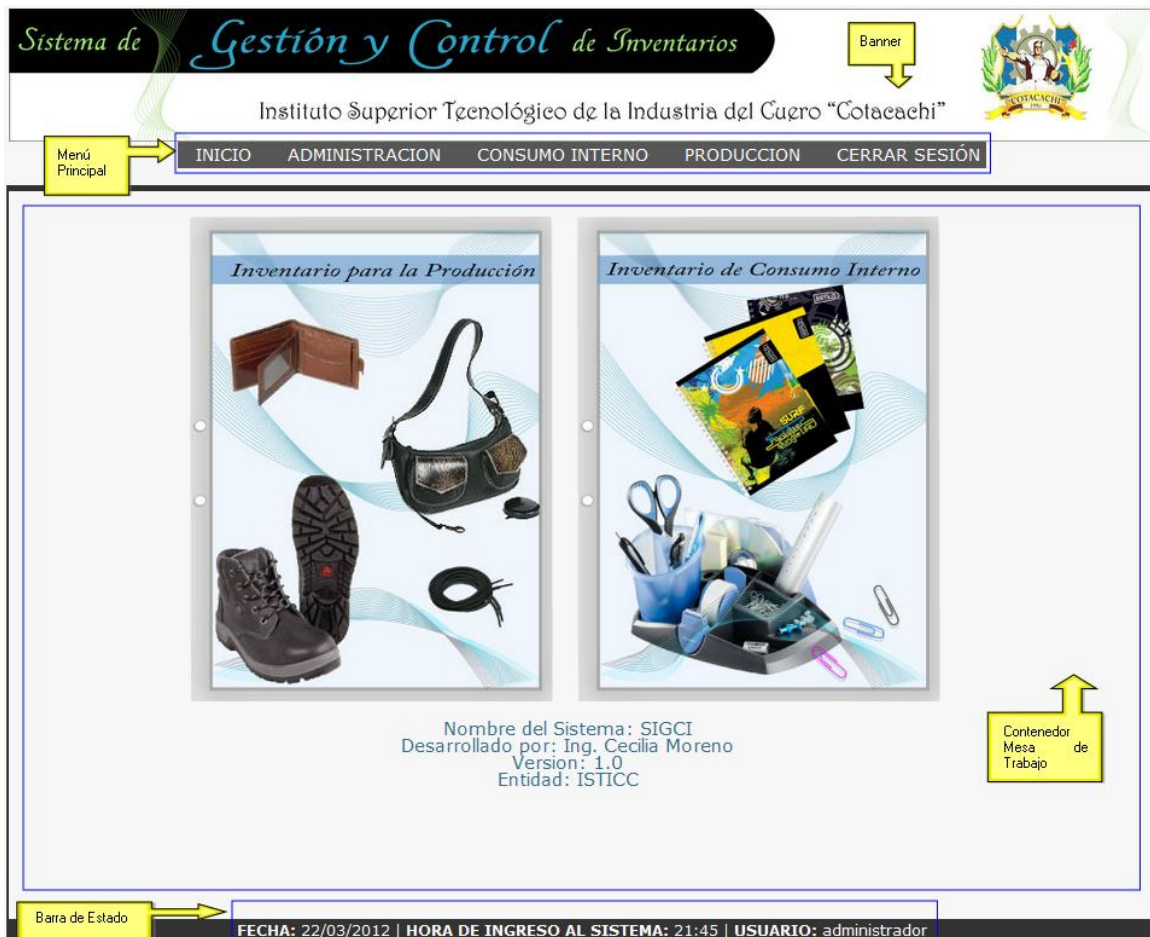 Sistema de Gestión y Control de Inventarios
Banner
COTACACHI
Instituto Superior Tecnológico de la Industria del Cuero "Cotacachi"
Menú
Principal
INICIO ADMINISTRACION CONSUMO INTERNO PRODUCCION CERRAR SESIÓN
Inventario para la Producción
Inventario de Consumo Interno
ESTILO
SURF
Nombre del Sistema: SIGCI
Desarrollado por: Ing. Cecilia Moreno
Version: 1.0
Entidad: ISTICC
Contenedor
Mesa de
Trabajo
Barra de Estado
FECHA: 22/03/2012 | HORA DE INGRESO AL SISTEMA: 21:45 | USUARIO: administrador